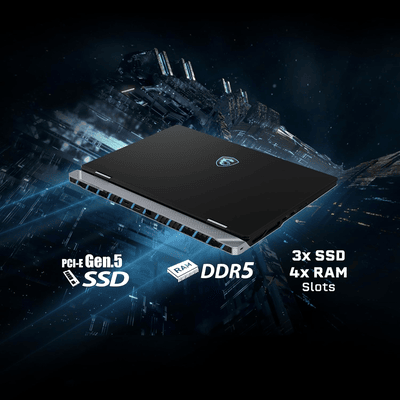 PCI-E Gen.5
SSD
RAM
DDR5
3x SSD
4x RAM
Slots